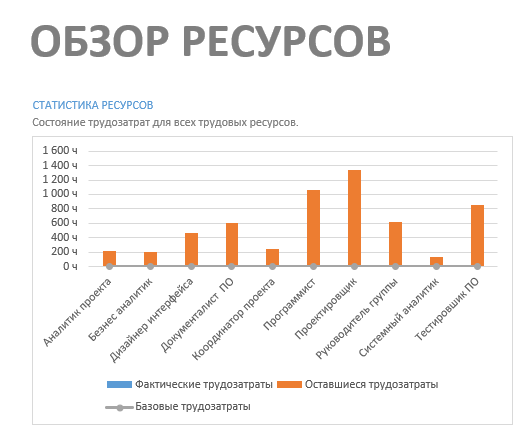 ОБЗОР РЕСУРСОВ
СТАТИСТИКА РЕСУРСОВ
Состояние трудозатрат для всех трудовых ресурсов.
1 600 ч
1 400 ч
1 200 ч
1 000 ч
800 ч
600 ч
400 ч
200 ч
0 ч
Аналитик проекта
Бизнес аналитик
Дизайнер интерфейса
Документалист ПО
Координатор проекта
Программист
Проектировщик
Руководитель группы
Системный аналитик
Тестировщик ПО
Фактические трудозатраты
Оставшиеся трудозатраты
Базовые трудозатраты